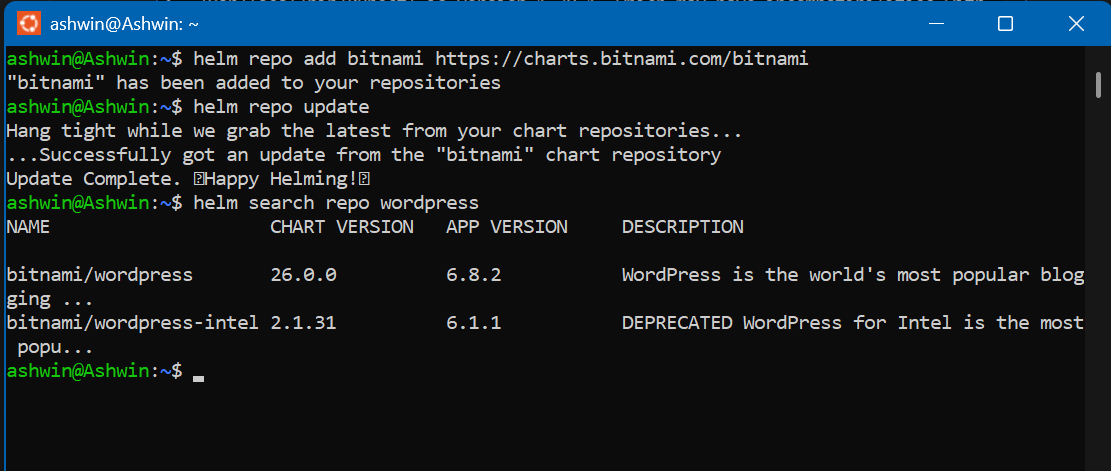 ashwin@Ashwin: ~
ashwin@Ashwin:~$ helm repo add bitnami https://charts.bitnami.com/bitnami
"bitnami" has been added to your repositories
ashwin@Ashwin:~$ helm repo update
Hang tight while we grab the latest from your chart repositories...
...Successfully got an update from the "bitnami" chart repository
Update Complete. ⍰Happy Helming!⍰
ashwin@Ashwin:~$ helm search repo wordpress
NAME CHART VERSION APP VERSION DESCRIPTION
bitnami/wordpress 26.0.0 6.8.2 WordPress is the world's most popular blog
ging ...
bitnami/wordpress-intel 2.1.31 6.1.1 DEPRECATED WordPress for Intel is the most
popu...
ashwin@Ashwin:~$